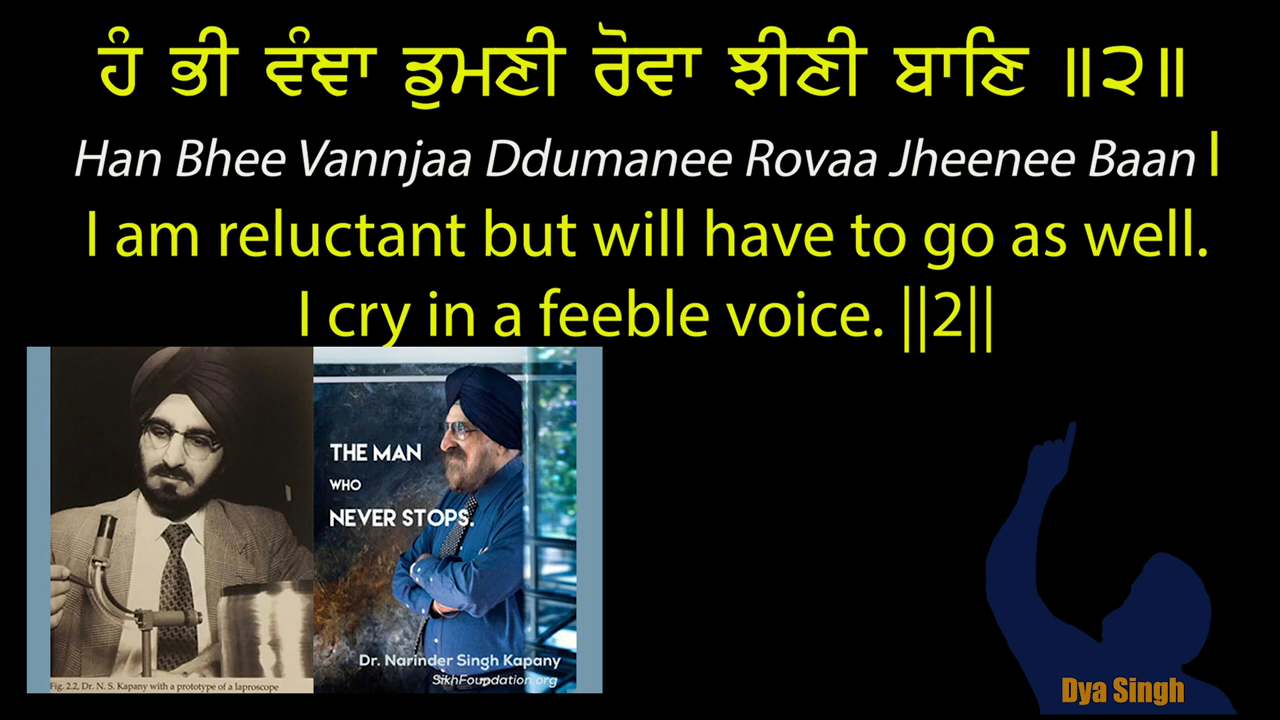 ਹੰ ਭੀ ਵੰਞਾ ਡੁਮਣੀ ਰੋਵਾ ਝੀਣੀ ਬਾਣਿ ॥੨॥
Han Bhee Vannjaa Ddumanee Rovaa Jheenee Baan |
I am reluctant but will have to go as well.
I cry in a feeble voice. ||2||
THE MAN
WHO
NEVER STOPS.
Dr. Narinder Singh Kapany
SikhFoundation.org
Fig. 2.2, Dr. N. S. Kapany with a prototype of a laproscope
Dya Singh